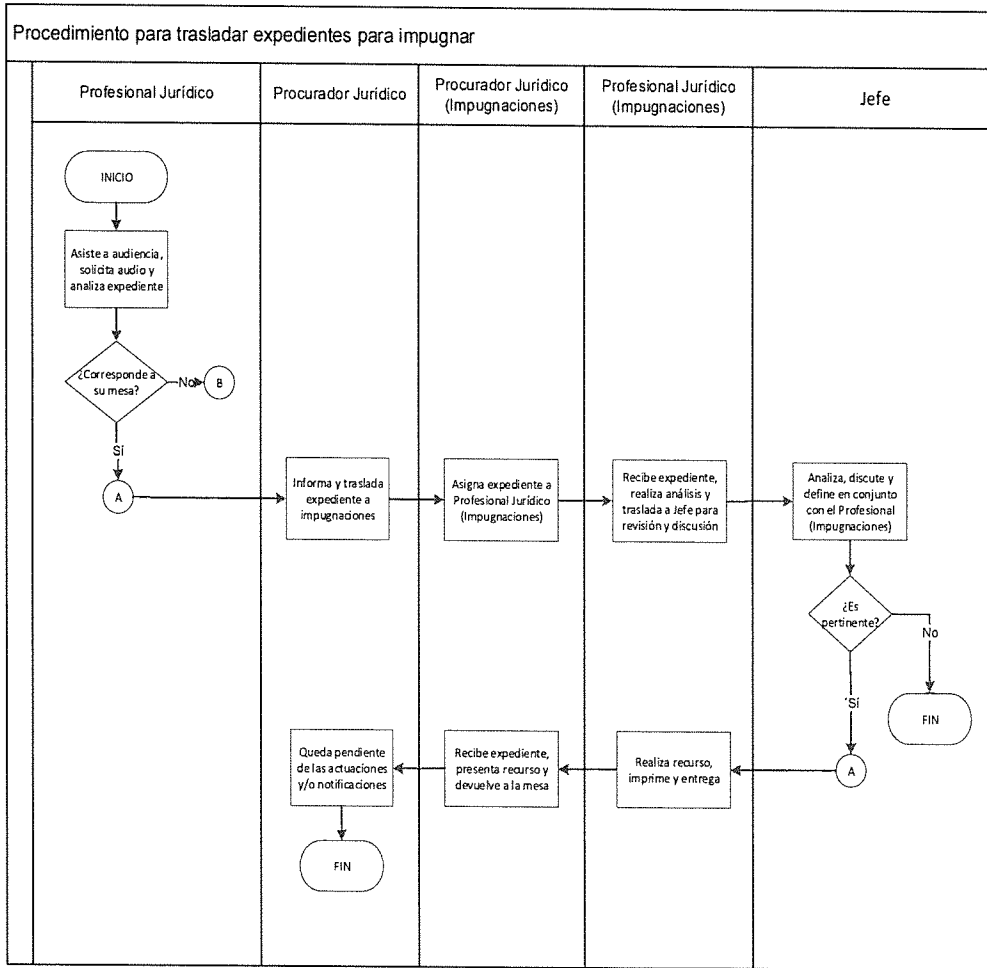 Procedimiento para trasladar expedientes para impugnar
Profesional Jurídico
Procurador Jurídico
Procurador Jurídico
(Impugnaciones)
Profesional Jurídico
(Impugnaciones)
Jefe
INICIO
Asiste a audiencia,
solicita audio y
analiza expediente
¿Corresponde a
su mesa?
No
B
Sí
A
Informa y traslada
expediente a
impugnaciones
Asigna expediente a
Profesional Jurídico
(Impugnaciones)
Recibe expediente,
realiza análisis y
traslada a Jefe para
revisión y discusión
Analiza, discute y
define en conjunto
con el Profesional
(Impugnaciones)
¿Es
pertinente?
No
FIN
Sí
A
Realiza recurso,
imprime y entrega
Recibe expediente,
presenta recurso y
devuelve a la mesa
Queda pendiente
de las actuaciones
y/o notificaciones
FIN